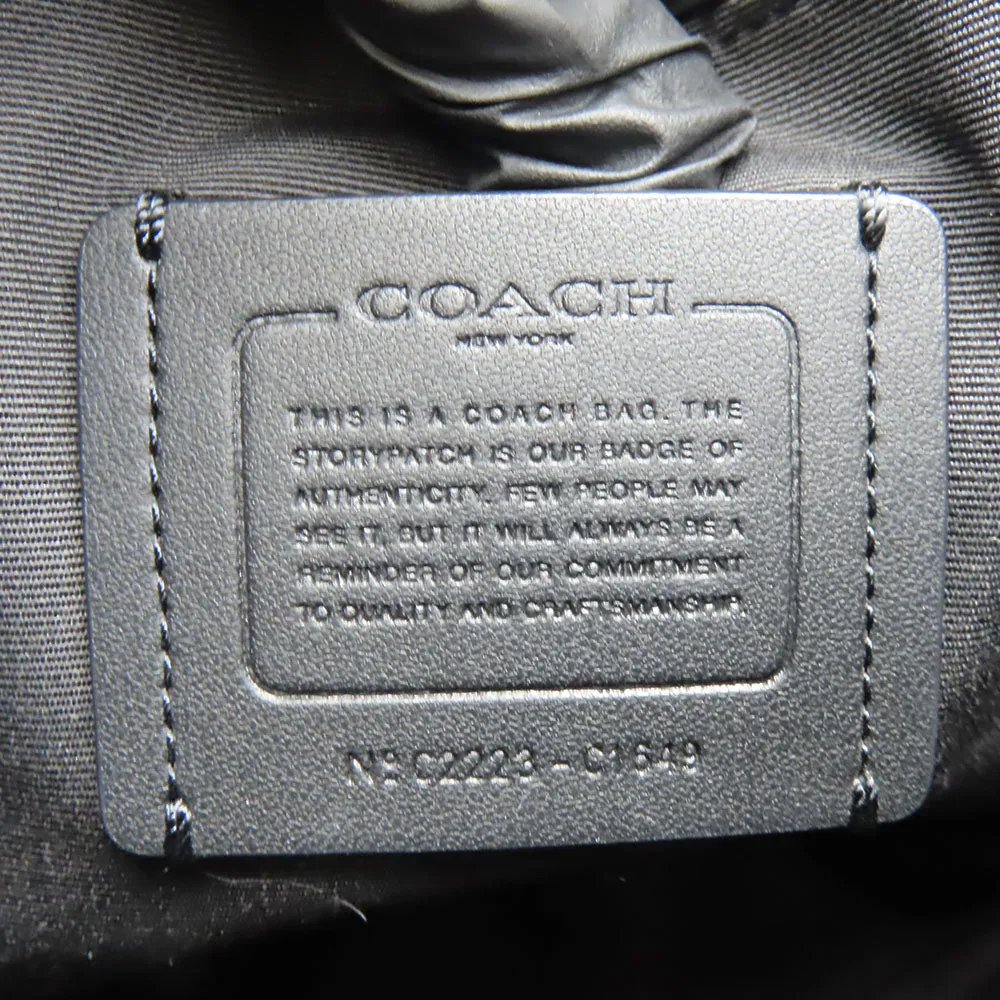 COACH
NEW YORK
THIS IS A COACH BAG. THE
STORYPATCH IS OUR BADGE OF
AUTHENTICITY. FEW PEOPLE MAY
SEE IT, BUT IT WILL ALWAYS BE A
REMINDER OF OUR COMMITMENT
TO QUALITY AND CRAFTSMANSHIP.
Nº C2223-C1649